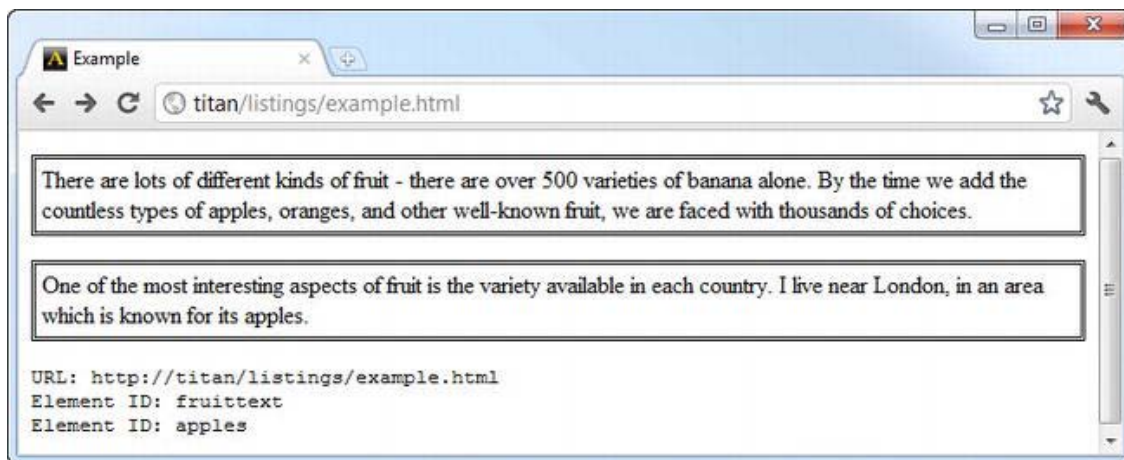 Example
titan/listings/example.html
There are lots of different kinds of fruit - there are over 500 varieties of banana alone. By the time we add the
countless types of apples, oranges, and other well-known fruit, we are faced with thousands of choices.
One of the most interesting aspects of fruit is the variety available in each country. I live near London, in an area
which is known for its apples.
URL: http://titan/listings/example.html
Element ID: fruittext
Element ID: apples